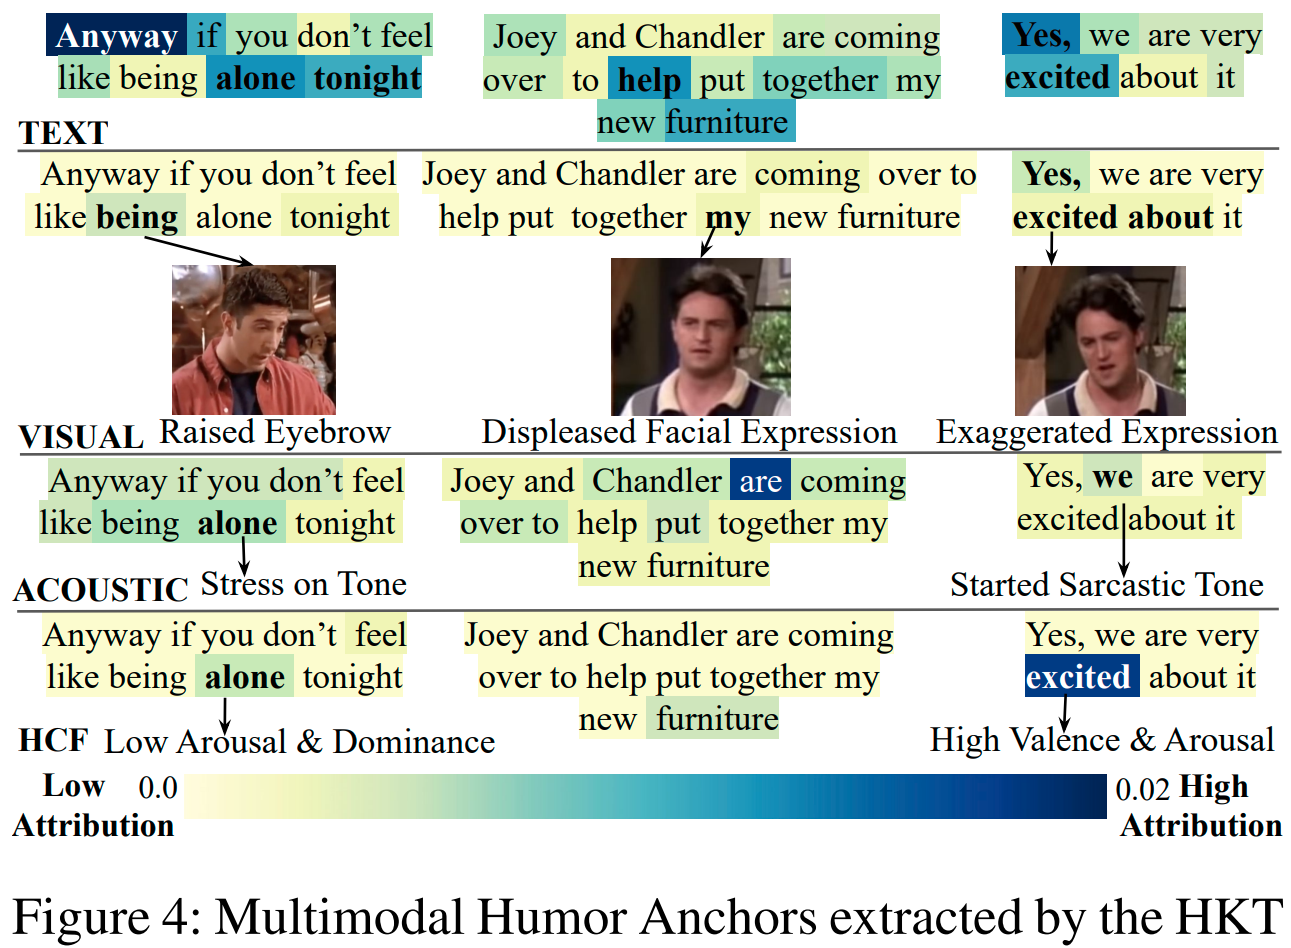 Anyway if you don't feel
like being alone tonight
Joey and Chandler are coming
over to help put together my
new furniture
Yes, we are very
excited about it
TEXT
Anyway if you don't feel
like being alone tonight
Joey and Chandler are coming over to
help put together my new furniture
Yes, we are very
excited about it
VISUAL
Raised Eyebrow
Displeased Facial Expression
Exaggerated Expression
Anyway if you don't feel
like being alone tonight
Stress on Tone
Joey and Chandler are coming
over to help put together my
new furniture
Yes, we are very
excited about it
Started Sarcastic Tone
ACOUSTIC
Anyway if you don't feel
like being alone tonight
Low Arousal & Dominance
Joey and Chandler are coming
over to help put together my
new furniture
Yes, we are very
excited about it
High Valence & Arousal
HCF
Low
Attribution
0.0
0.02
High
Attribution
Figure 4: Multimodal Humor Anchors extracted by the HKT